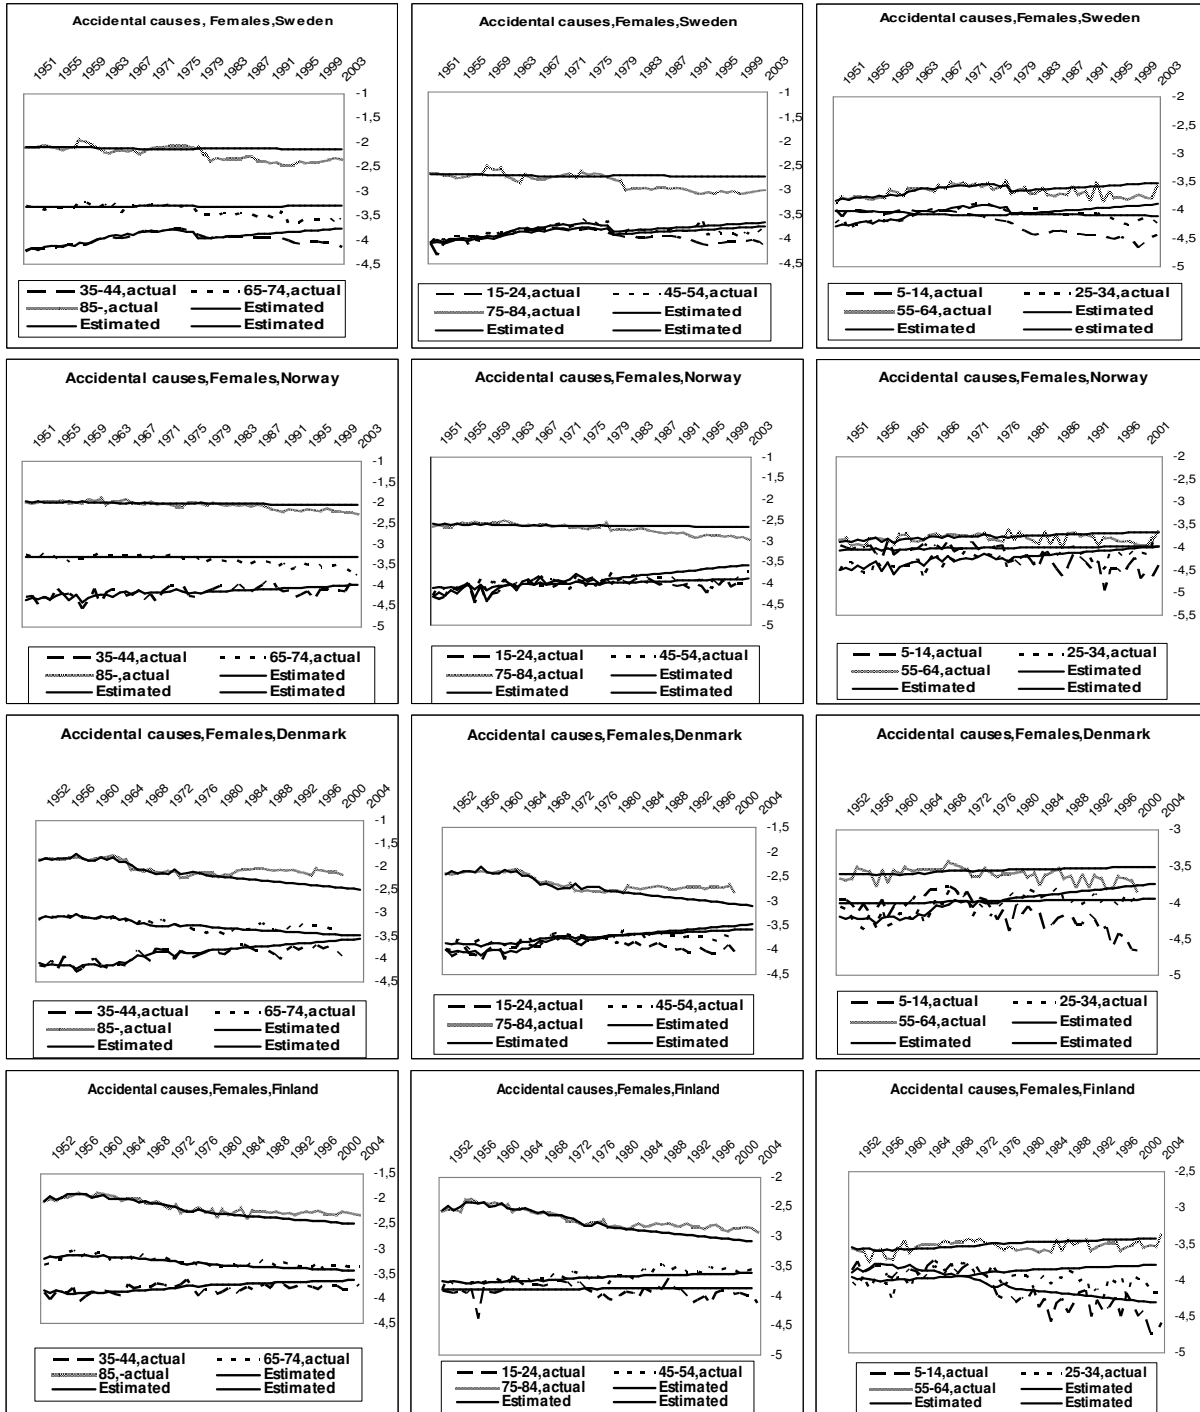 Accidental causes, Females,Sweden
1951 1955 1959 1963 1967 1971 1975 1979 1983 1987 1991 1995 1999 2003
-1
-2
-2,5
-3
-3,5
-4
-4,5
35-44,actual 65-74,actual
85-,actual Estimated
Estimated Estimated
Accidental causes,Females,Sweden
1951 1955 1959 1963 1967 1971 1975 1979 1983 1987 1991 1995 1999 2003
-1
-2
-2,5
-3
-3,5
-4
-4,5
15-24,actual 45-54,actual
75-84,actual Estimated
Estimated Estimated
Accidental causes,Females,Sweden
1951 1955 1959 1963 1967 1971 1975 1979 1983 1987 1991 1995 1999 2003
-2
-2,5
-3
-3,5
-4
-4,5
-5
5-14,actual 25-34,actual
55-64,actual Estimated
Estimated estimated
Accidental causes,Females,Norway
1951 1955 1959 1963 1967 1971 1975 1979 1983 1987 1991 1995 1999 2003
-1
-2
-2,5
-3
-3,5
-4
-4,5
-5
35-44,actual 65-74,actual
85-,actual Estimated
Estimated Estimated
Accidental causes,Females,Norway
1951 1955 1959 1963 1967 1971 1975 1979 1983 1987 1991 1995 1999 2003
-1
-2
-2,5
-3
-3,5
-4
-4,5
-5
15-24,actual 45-54,actual
75-84,actual Estimated
Estimated Estimated
Accidental causes,Females,Norway
1951 1956 1961 1966 1971 1976 1981 1986 1991 1996 2001
-2
-2,5
-3
-3,5
-4
-4,5
-5
-5,5
5-14,actual 25-34,actual
55-64,actual Estimated
Estimated Estimated
Accidental causes,Females,Denmark
1952 1956 1960 1964 1968 1972 1976 1980 1984 1988 1992 1996 2000 2004
-1
-2
-2,5
-3
-3,5
-4
-4,5
35-44,actual 65-74,actual
85-,actual Estimated
Estimated Estimated
Accidental causes,Females,Denmark
1952 1956 1960 1964 1968 1972 1976 1980 1984 1988 1992 1996 2000 2004
-1,5
-2
-2,5
-3
-3,5
-4
-4,5
15-24,actual 45-54,actual
75-84,actual Estimated
Estimated Estimated
Accidental causes,Females,Denmark
1952 1956 1960 1964 1968 1972 1976 1980 1984 1988 1992 1996 2000 2004
-3
-3,5
-4
-4,5
-5
5-14,actual 25-34,actual
55-64,actual Estimated
Estimated Estimated
Accidental causes,Females,Finland
1952 1956 1960 1964 1968 1972 1976 1980 1984 1988 1992 1996 2000 2004
-1,5
-2
-2,5
-3
-3,5
-4
-4,5
35-44,actual 65-74,actual
85,-actual Estimated
Estimated Estimated
Accidental causes,Females,Finland
1952 1956 1960 1964 1968 1972 1976 1980 1984 1988 1992 1996 2000 2004
-2
-2,5
-3
-3,5
-4
-4,5
-5
15-24,actual 45-54,actual
75-84,actual Estimated
Estimated Estimated
Accidental causes,Females,Finland
1952 1956 1960 1964 1968 1972 1976 1980 1984 1988 1992 1996 2000 2004
-2,5
-3
-3,5
-4
-4,5
-5
5-14,actual 25-34,actual
55-64,actual Estimated
Estimated Estimated